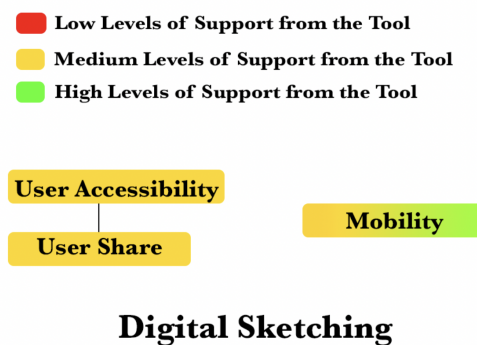 Low Levels of Support from the Tool
Medium Levels of Support from the Tool
High Levels of Support from the Tool
User Accessibility
Mobility
User Share
Digital Sketching